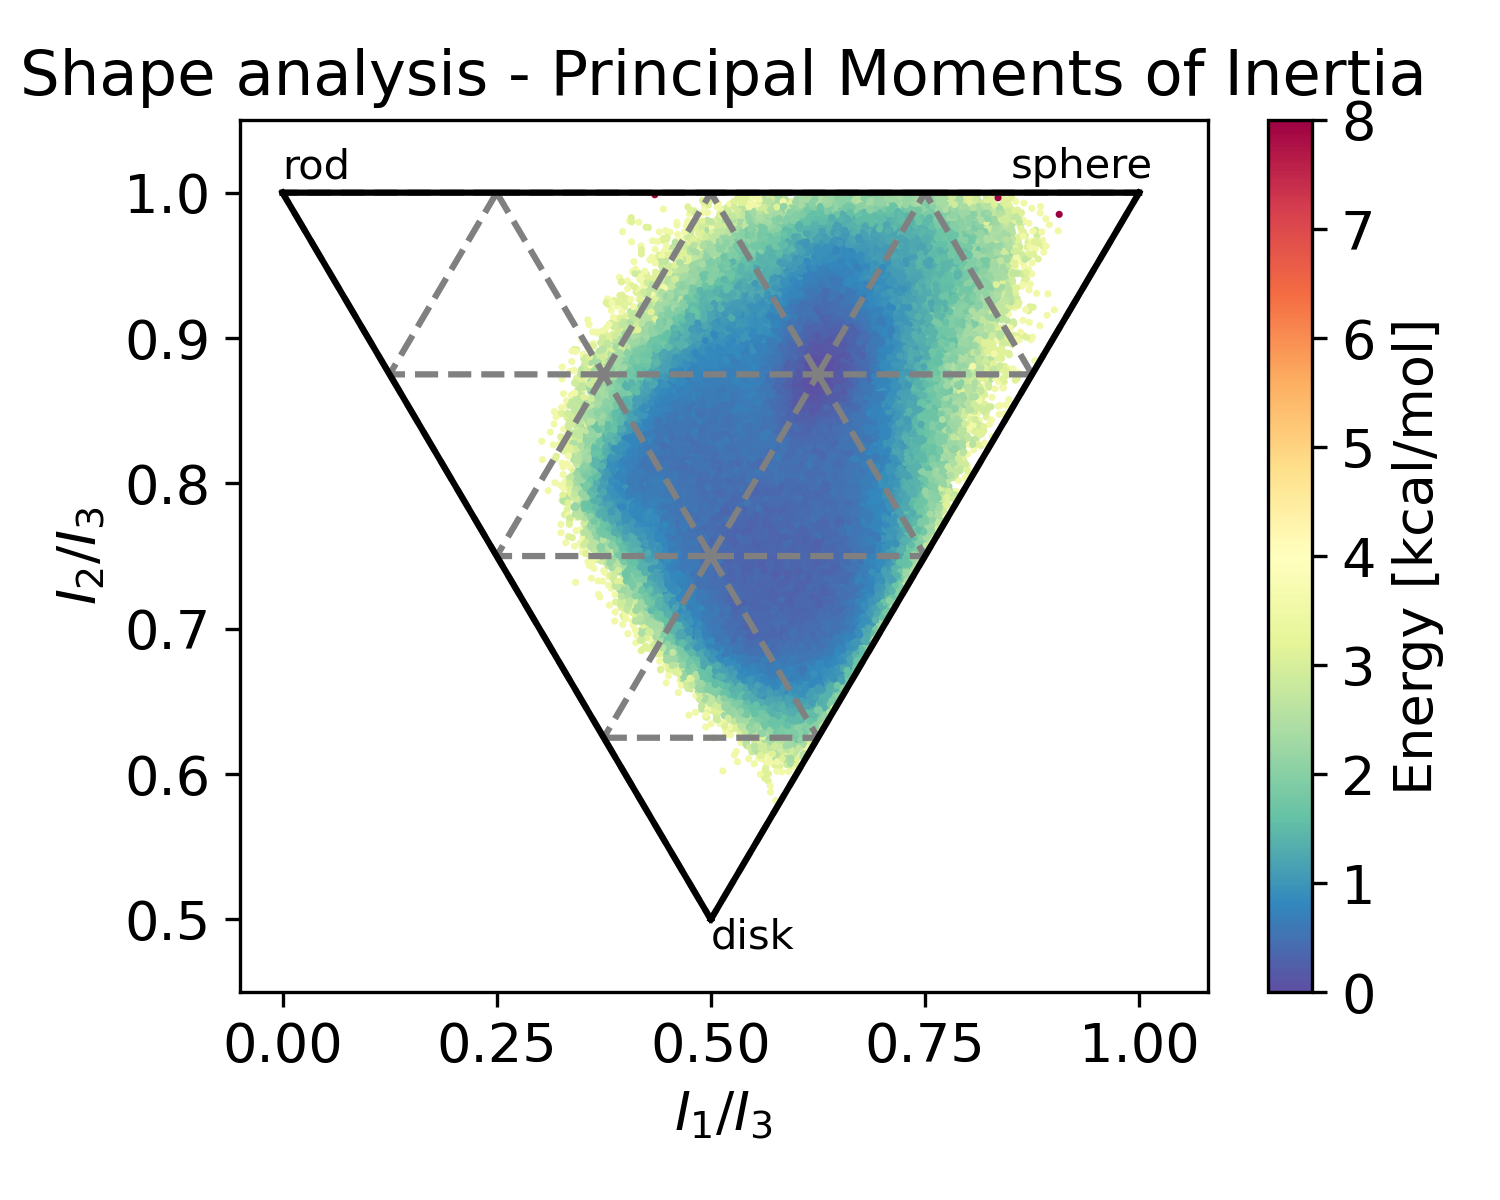 Shape analysis - Principal Moments of Inertia
rod
sphere
disk
1.0
0.9
0.8
0.7
0.6
0.5
I₂/I₃
0.00 0.25 0.50 0.75 1.00
I₁/I₃
8
7
6
5
4
3
2
1
0
Energy [kcal/mol]